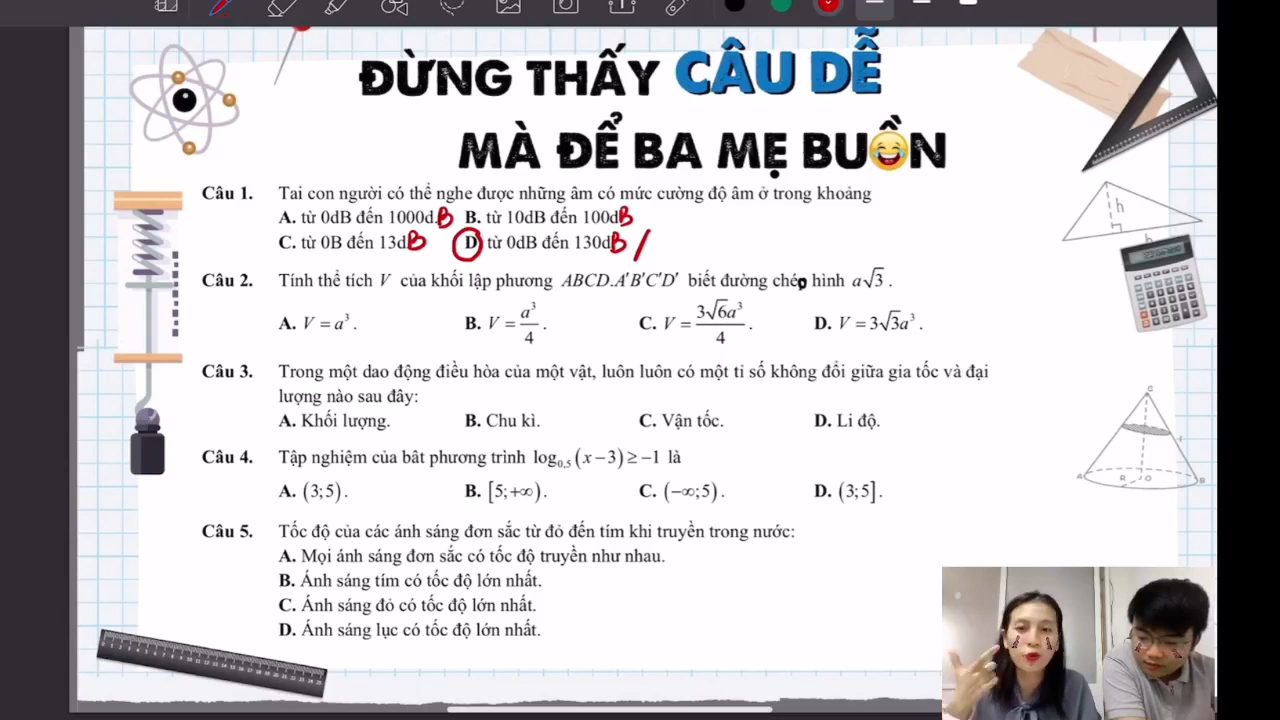 ĐỪNG THẤY CÂU DỄ
MÀ ĐỂ BA MẸ BUỒN
Câu 1. Tai con người có thể nghe được những âm có mức cường độ âm ở trong khoảng
A. từ 0dB đến 1000d.B B. từ 10dB đến 100dB
C. từ 0B đến 13dB D từ 0dB đến 130dB
Câu 2. Tính thể tích V của khối lập phương ABCD.A'B'C'D' biết đường chép hình a√3 .
A. V = a³ . B. V = a³/4 . C. V = 3√6a³/4 . D. V = 3√3a³ .
Câu 3. Trong một dao động điều hòa của một vật, luôn luôn có một tỉ số không đổi giữa gia tốc và đại
lượng nào sau đây:
A. Khối lượng. B. Chu kì. C. Vận tốc. D. Li độ.
Câu 4. Tập nghiệm của bât phương trình log0,5 (x−3) ≥ −1 là
A. (3;5). B. [5;+∞). C. (−∞;5). D. (3;5].
Câu 5. Tốc độ của các ánh sáng đơn sắc từ đỏ đến tím khi truyền trong nước:
A. Mọi ánh sáng đơn sắc có tốc độ truyền như nhau.
B. Ánh sáng tím có tốc độ lớn nhất.
C. Ánh sáng đỏ có tốc độ lớn nhất.
D. Ánh sáng lục có tốc độ lớn nhất.